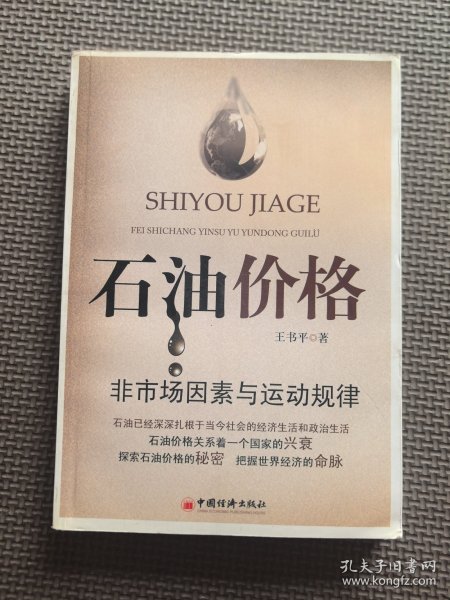 SHIYOU JIAGE
FEI SHICHANG YINSU YU YUNDONG GUILÜ
石油价格
王书平◎著
非市场因素与运动规律
石油已经深深扎根于当今社会的经济生活和政治生活
石油价格关系着一个国家的兴衰
探索石油价格的秘密 把握世界经济的命脉
中国经济出版社
孔夫子旧书网
www.kongfz.com